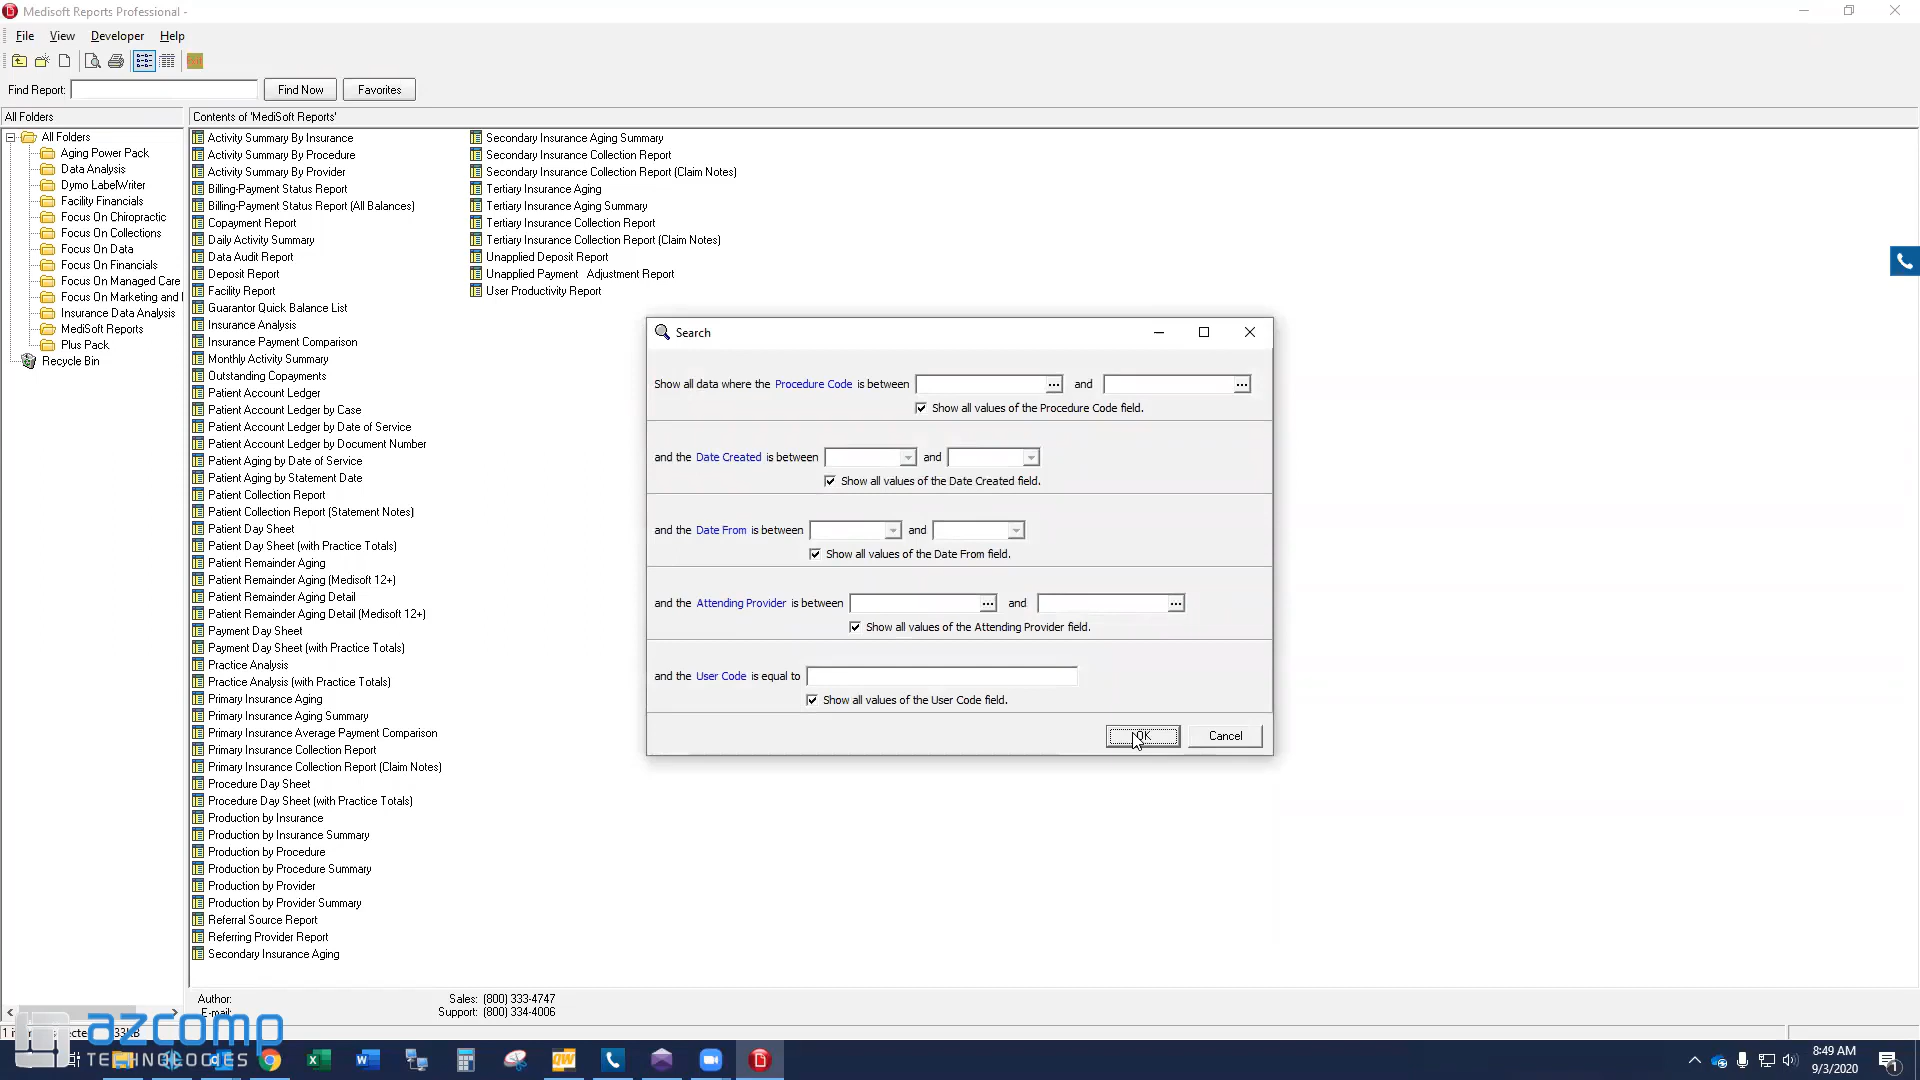 Medisoft Reports Professional -
File View Developer Help
Find Report: Find Now Favorites
All Folders
Contents of 'MediSoft Reports'
All Folders
Aging Power Pack
Data Analysis
Dymo LabelWriter
Facility Financials
Focus On Chiropractic
Focus On Collections
Focus On Data
Focus On Financials
Focus On Managed Care
Focus On Marketing and
Insurance Data Analysis
MediSoft Reports
Plus Pack
Recycle Bin
Activity Summary By Insurance
Activity Summary By Procedure
Activity Summary By Provider
Billing-Payment Status Report
Billing-Payment Status Report (All Balances)
Copayment Report
Daily Activity Summary
Data Audit Report
Deposit Report
Facility Report
Guarantor Quick Balance List
Insurance Analysis
Insurance Payment Comparison
Monthly Activity Summary
Outstanding Copayments
Patient Account Ledger
Patient Account Ledger by Case
Patient Account Ledger by Date of Service
Patient Account Ledger by Document Number
Patient Aging by Date of Service
Patient Aging by Statement Date
Patient Collection Report
Patient Collection Report (Statement Notes)
Patient Day Sheet
Patient Day Sheet (with Practice Totals)
Patient Remainder Aging
Patient Remainder Aging (Medisoft 12+)
Patient Remainder Aging Detail
Patient Remainder Aging Detail (Medisoft 12+)
Payment Day Sheet
Payment Day Sheet (with Practice Totals)
Practice Analysis
Practice Analysis (with Practice Totals)
Primary Insurance Aging
Primary Insurance Aging Summary
Primary Insurance Average Payment Comparison
Primary Insurance Collection Report
Primary Insurance Collection Report (Claim Notes)
Procedure Day Sheet
Procedure Day Sheet (with Practice Totals)
Production by Insurance
Production by Insurance Summary
Production by Procedure
Production by Procedure Summary
Production by Provider
Production by Provider Summary
Referral Source Report
Referring Provider Report
Secondary Insurance Aging
Secondary Insurance Aging Summary
Secondary Insurance Collection Report
Secondary Insurance Collection Report (Claim Notes)
Tertiary Insurance Aging
Tertiary Insurance Aging Summary
Tertiary Insurance Collection Report
Tertiary Insurance Collection Report (Claim Notes)
Unapplied Deposit Report
Unapplied Payment Adjustment Report
User Productivity Report
Search
Show all data where the Procedure Code is between and
Show all values of the Procedure Code field.
and the Date Created is between and
Show all values of the Date Created field.
and the Date From is between and
Show all values of the Date From field.
and the Attending Provider is between and
Show all values of the Attending Provider field.
and the User Code is equal to
Show all values of the User Code field.
OK Cancel
Author: Sales: (800) 333-4747
E-mail: Support: (800) 334-4006
azcomp
TECHNOLOGIES
QW
8:49 AM
9/3/2020
1